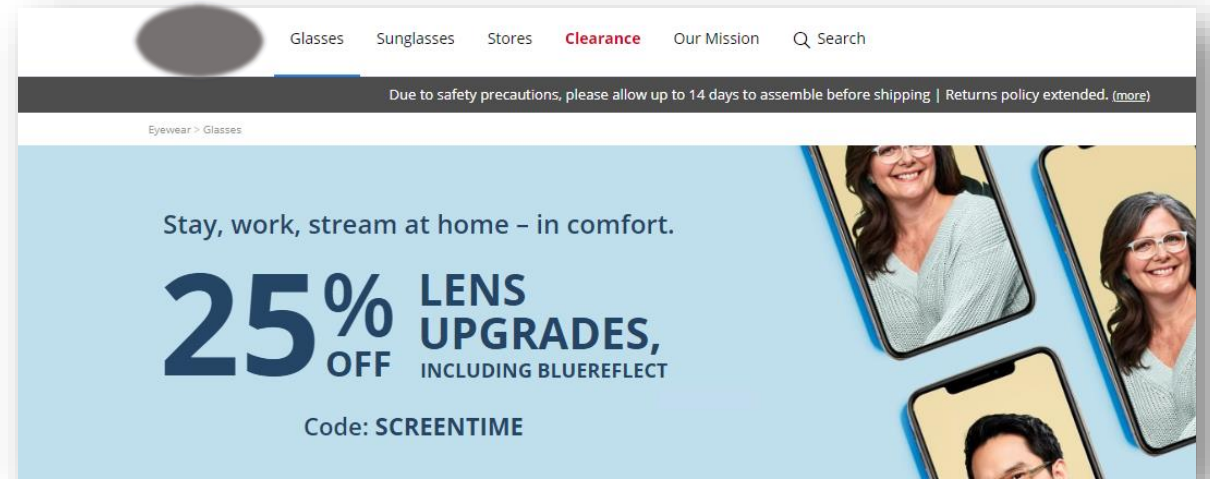 Glasses Sunglasses Stores Clearance Our Mission Search
Due to safety precautions, please allow up to 14 days to assemble before shipping | Returns policy extended. (more)
Eyewear > Glasses
Stay, work, stream at home – in comfort.
25% OFF
LENS
UPGRADES,
INCLUDING BLUEREFLECT
Code: SCREENTIME